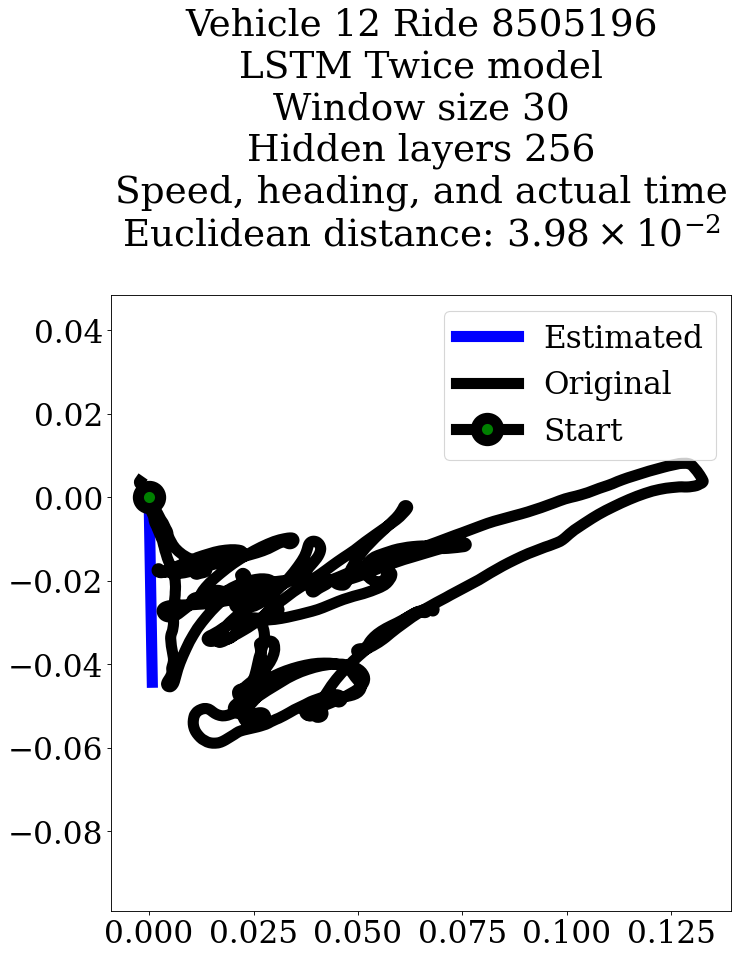 Vehicle 12 Ride 8505196
LSTM Twice model
Window size 30
Hidden layers 256
Speed, heading, and actual time
Euclidean distance: 3.98 × 10⁻²
Estimated
Original
Start
0.04
0.02
0.00
−0.02
−0.04
−0.06
−0.08
0.000 0.025 0.050 0.075 0.100 0.125